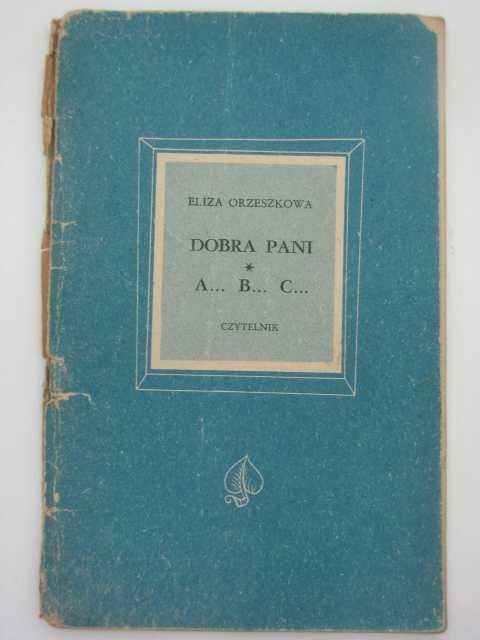 ELIZA ORZESZKOWA
DOBRA PANI
*
A... B... C...
CZYTELNIK